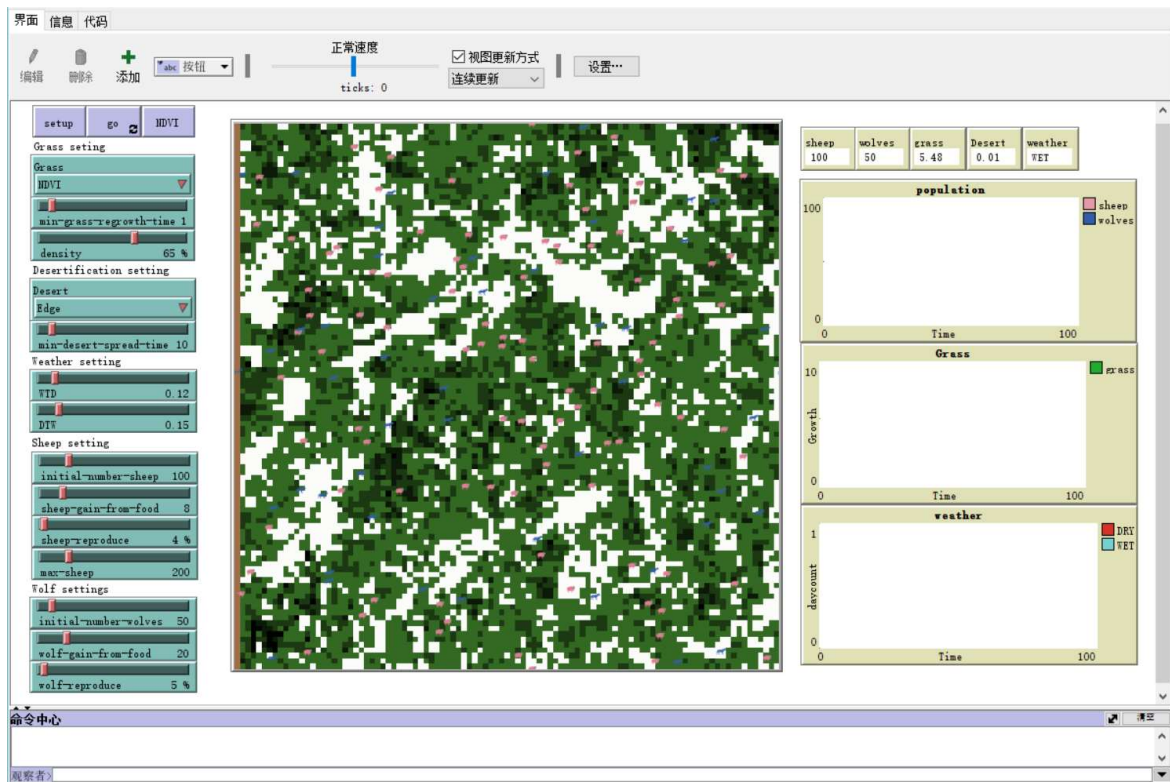 界面 信息 代码
编辑 删除 添加 abc 按钮 正常速度 ticks: 0 视图更新方式 连续更新 设置…
setup go NDVI
Grass seting
Grass
NDVI
min-grass-regrowth-time 1
density 65 %
Desertification setting
Desert
Edge
min-desert-spread-time 10
Weather setting
WTD 0.12
DTW 0.15
Sheep setting
initial-number-sheep 100
sheep-gain-from-food 8
sheep-reproduce 4 %
max-sheep 200
Wolf settings
initial-number-wolves 50
wolf-gain-from-food 20
wolf-reproduce 5 %
sheep wolves grass Desert weather
100 50 5.48 0.01 WET
population
100
0
0 Time 100
sheep
wolves
Grass
10
Growth
0
0 Time 100
grass
weather
1
daycount
0
0 Time 100
DRY
WET
命令中心 清空
观察者>